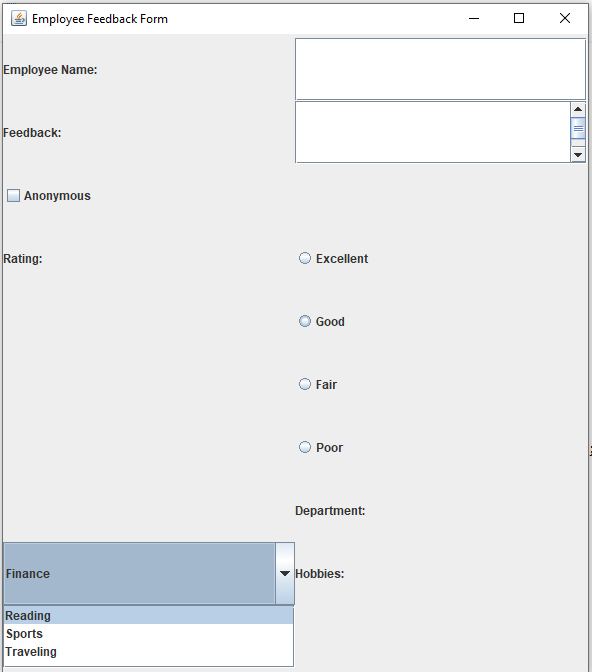 Employee Feedback Form
Employee Name:
Feedback:
Anonymous
Rating:
Excellent
Good
Fair
Poor
Department:
Finance
Hobbies:
Reading
Sports
Traveling